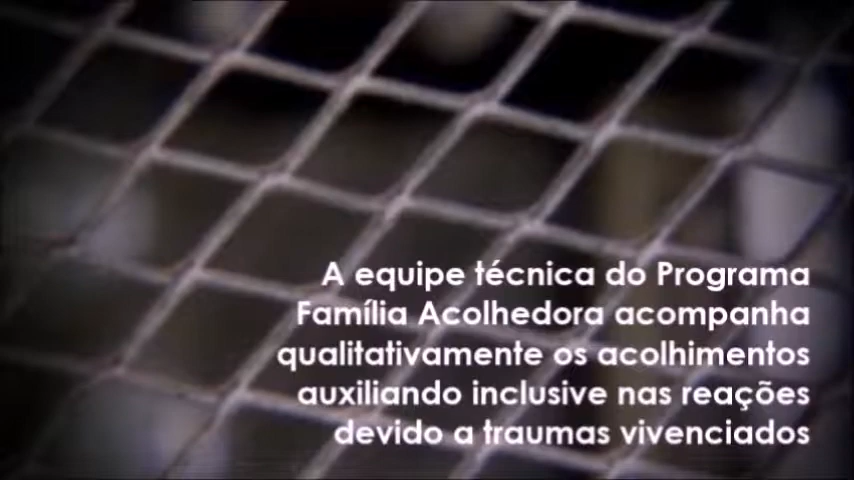 A equipe técnica do Programa
Família Acolhedora acompanha
qualitativamente os acolhimentos
auxiliando inclusive nas reações
devido a traumas vivenciados